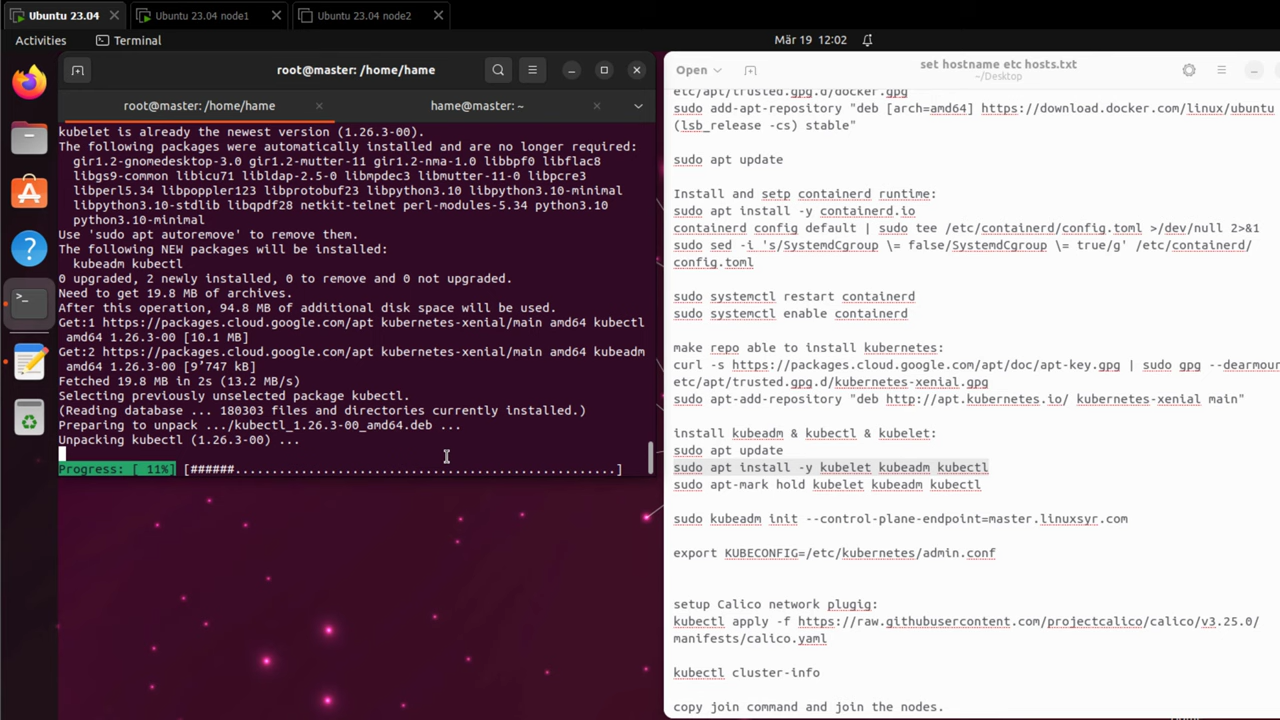 Ubuntu 23.04
Ubuntu 23.04 node1
Ubuntu 23.04 node2
Activities
Terminal
Mär 19 12:02
root@master: /home/hame
root@master: /home/hame
hame@master: ~
kubelet is already the newest version (1.26.3-00).
The following packages were automatically installed and are no longer required:
gir1.2-gnomedesktop-3.0 gir1.2-mutter-11 gir1.2-nma-1.0 libbpf0 libflac8
libgs9-common libicu71 libldap-2.5-0 libmpdec3 libmutter-11-0 libpcre3
libperl5.34 libpoppler123 libprotobuf23 libpython3.10 libpython3.10-minimal
libpython3.10-stdlib libqpdf28 netkit-telnet perl-modules-5.34 python3.10
python3.10-minimal
Use 'sudo apt autoremove' to remove them.
The following NEW packages will be installed:
kubeadm kubectl
0 upgraded, 2 newly installed, 0 to remove and 0 not upgraded.
Need to get 19.8 MB of archives.
After this operation, 94.8 MB of additional disk space will be used.
Get:1 https://packages.cloud.google.com/apt kubernetes-xenial/main amd64 kubectl
amd64 1.26.3-00 [10.1 MB]
Get:2 https://packages.cloud.google.com/apt kubernetes-xenial/main amd64 kubeadm
amd64 1.26.3-00 [9'747 kB]
Fetched 19.8 MB in 2s (13.2 MB/s)
Selecting previously unselected package kubectl.
(Reading database ... 180303 files and directories currently installed.)
Preparing to unpack .../kubectl_1.26.3-00_amd64.deb ...
Unpacking kubectl (1.26.3-00) ...
Progress: [ 11%] [######..................................................]
Open
set hostname etc hosts.txt
~/Desktop
etc/apt/trusted.gpg.d/docker.gpg
sudo add-apt-repository "deb [arch=amd64] https://download.docker.com/linux/ubuntu
(lsb_release -cs) stable"
sudo apt update
Install and setp containerd runtime:
sudo apt install -y containerd.io
containerd config default | sudo tee /etc/containerd/config.toml >/dev/null 2>&1
sudo sed -i 's/SystemdCgroup \= false/SystemdCgroup \= true/g' /etc/containerd/
config.toml
sudo systemctl restart containerd
sudo systemctl enable containerd
make repo able to install kubernetes:
curl -s https://packages.cloud.google.com/apt/doc/apt-key.gpg | sudo gpg --dearmour
etc/apt/trusted.gpg.d/kubernetes-xenial.gpg
sudo apt-add-repository "deb http://apt.kubernetes.io/ kubernetes-xenial main"
install kubeadm & kubectl & kubelet:
sudo apt update
sudo apt install -y kubelet kubeadm kubectl
sudo apt-mark hold kubelet kubeadm kubectl
sudo kubeadm init --control-plane-endpoint=master.linuxsyr.com
export KUBECONFIG=/etc/kubernetes/admin.conf
setup Calico network plugig:
kubectl apply -f https://raw.githubusercontent.com/projectcalico/calico/v3.25.0/
manifests/calico.yaml
kubectl cluster-info
copy join command and join the nodes.